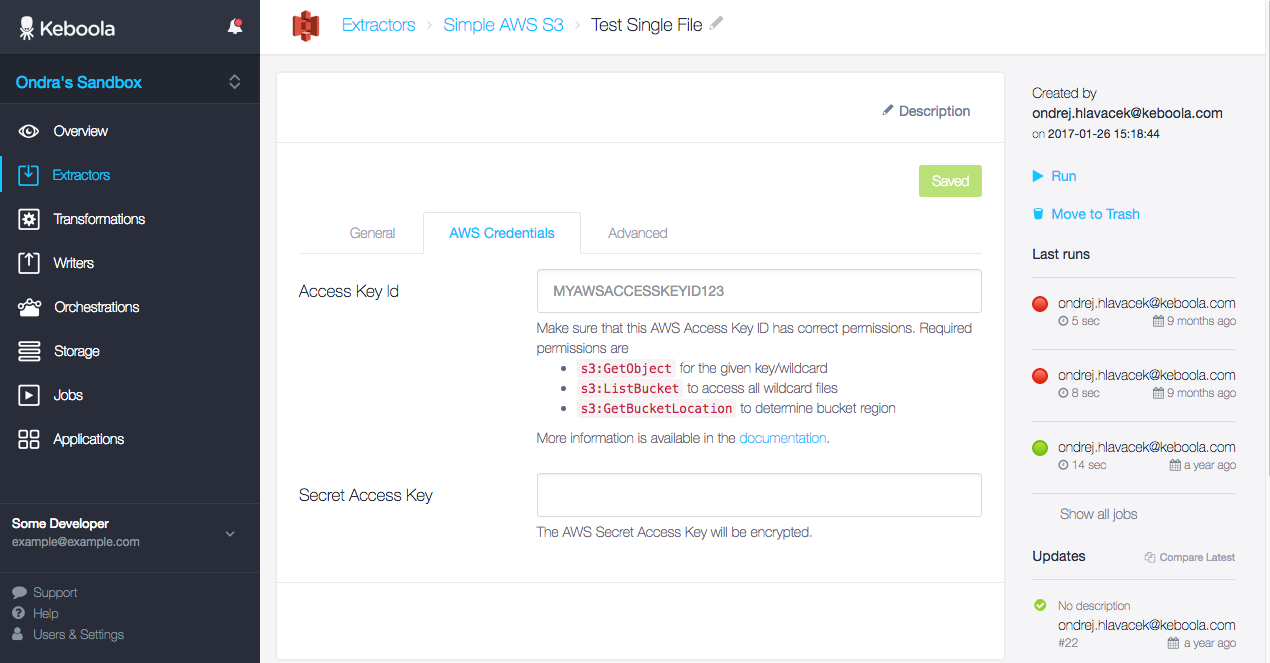 Keboola
Ondra's Sandbox
Overview
Extractors
Transformations
Writers
Orchestrations
Storage
Jobs
Applications
Some Developer
example@example.com
Support
Help
Users & Settings
Extractors > Simple AWS S3 > Test Single File
Description
Saved
General
AWS Credentials
Advanced
Access Key Id
MYAWSACCESSKEYID123
Make sure that this AWS Access Key ID has correct permissions. Required
permissions are
• s3:GetObject for the given key/wildcard
• s3:ListBucket to access all wildcard files
• s3:GetBucketLocation to determine bucket region
More information is available in the documentation.
Secret Access Key
The AWS Secret Access Key will be encrypted.
Created by
ondrej.hlavacek@keboola.com
on 2017-01-26 15:18:44
Run
Move to Trash
Last runs
ondrej.hlavacek@keboola.com
5 sec 9 months ago
ondrej.hlavacek@keboola.com
8 sec 9 months ago
ondrej.hlavacek@keboola.com
14 sec a year ago
Show all jobs
Updates Compare Latest
No description
ondrej.hlavacek@keboola.com
#22 a year ago